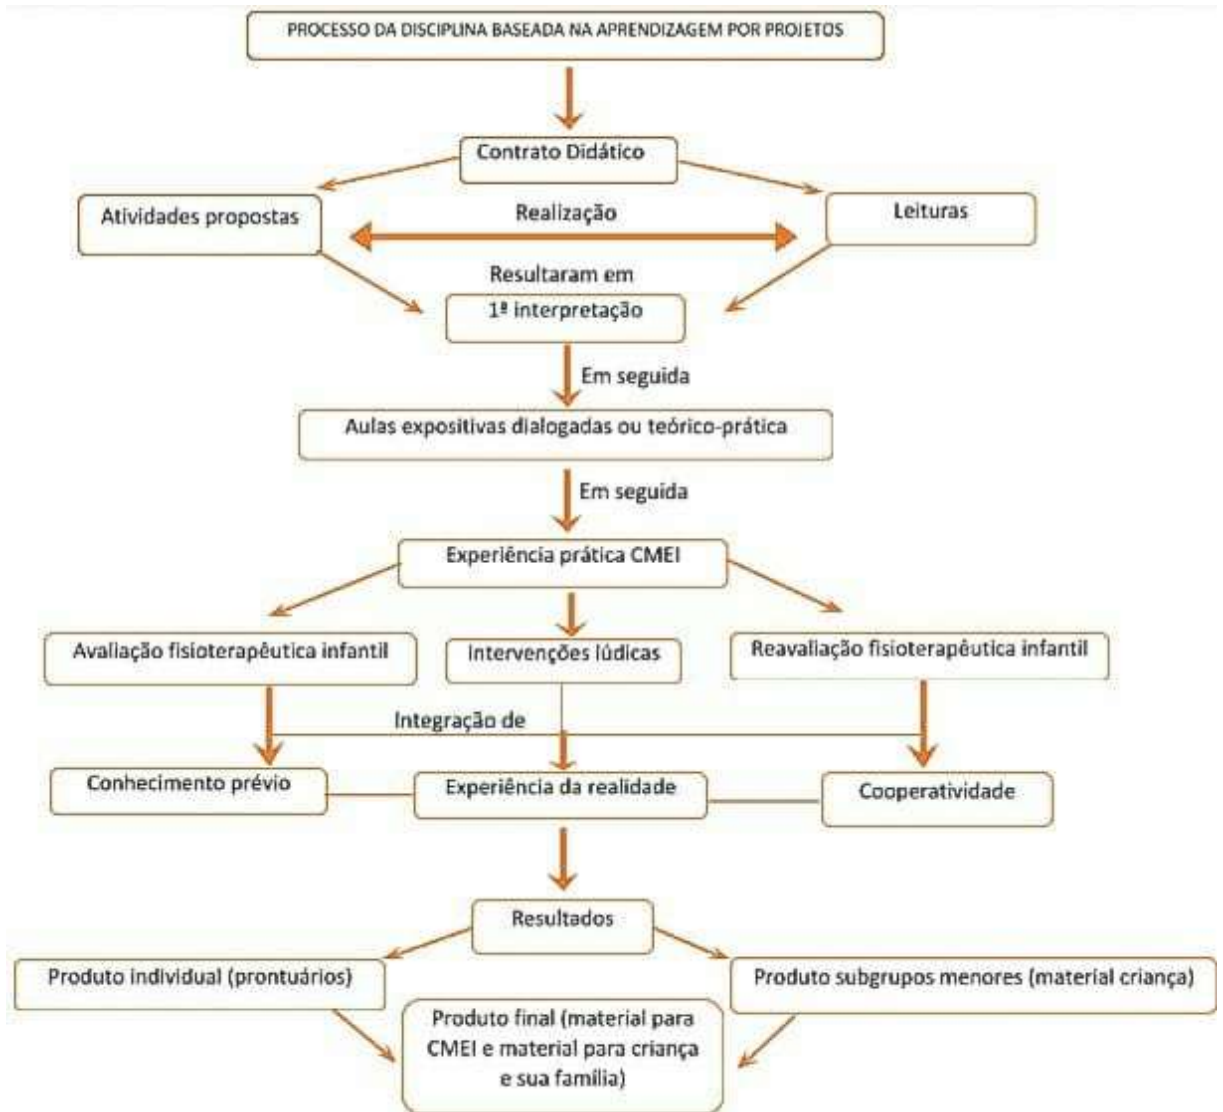 PROCESSO DA DISCIPLINA BASEADA NA APRENDIZAGEM POR PROJETOS
Contrato Didático
Atividades propostas
Realização
Leituras
Resultaram em
1ª interpretação
Em seguida
Aulas expositivas dialogadas ou teórico-prática
Em seguida
Experiência prática CMEI
Avaliação fisioterapêutica infantil
Intervenções lúdicas
Reavaliação fisioterapêutica infantil
Integração de
Conhecimento prévio
Experiência da realidade
Cooperatividade
Resultados
Produto individual (prontuários)
Produto subgrupos menores (material criança)
Produto final (material para
CMEI e material para criança
e sua família)